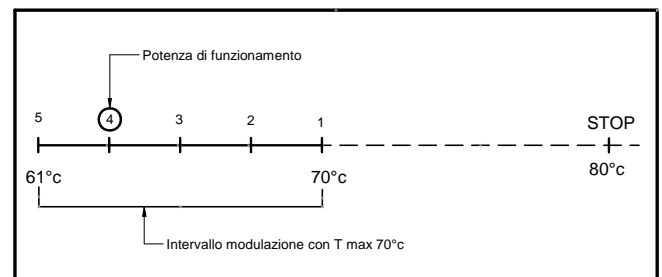 Potenza di funzionamento
5 4 3 2 1 STOP
61°c 70°c 80°c
Intervallo modulazione con T max 70°c